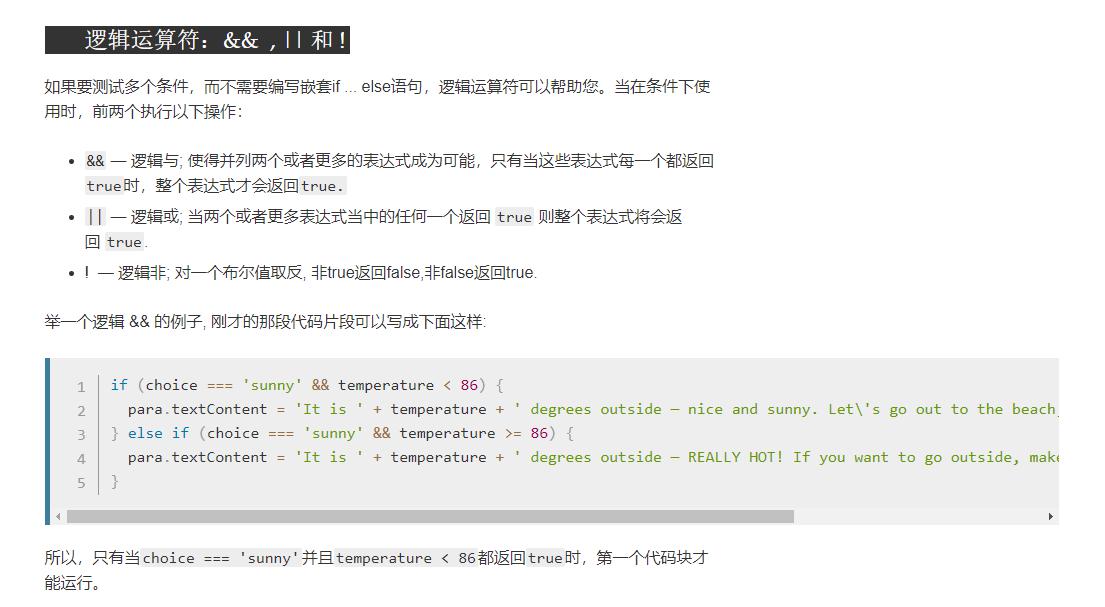 逻辑运算符：&& , || 和 !
如果要测试多个条件，而不需要编写嵌套if ... else语句，逻辑运算符可以帮助您。当在条件下使
用时，前两个执行以下操作：
• && — 逻辑与; 使得并列两个或者更多的表达式成为可能，只有当这些表达式每一个都返回
true时，整个表达式才会返回true.
• || — 逻辑或; 当两个或者更多表达式当中的任何一个返回 true 则整个表达式将会返
回 true.
• ! — 逻辑非; 对一个布尔值取反, 非true返回false,非false返回true.
举一个逻辑 && 的例子, 刚才的那段代码片段可以写成下面这样:
1 if (choice === 'sunny' && temperature < 86) {
2   para.textContent = 'It is ' + temperature + ' degrees outside — nice and sunny. Let\'s go out to the beach,
3 } else if (choice === 'sunny' && temperature >= 86) {
4   para.textContent = 'It is ' + temperature + ' degrees outside — REALLY HOT! If you want to go outside, make
5 }
所以，只有当choice === 'sunny'并且temperature < 86都返回true时，第一个代码块才
能运行。